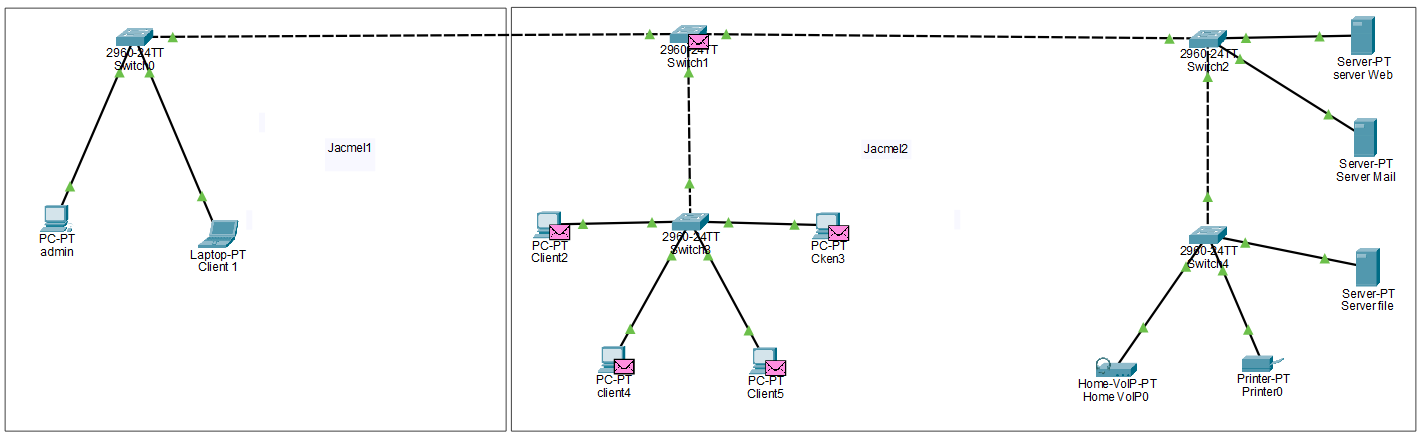 2960-24TT
Switch0
2960-24TT
Switch1
2960-24TT
Switch2
Server-PT
server Web
Jacmel1
Jacmel2
Server-PT
Server Mail
PC-PT
admin
Laptop-PT
Client 1
PC-PT
Client2
2960-24TT
Switch3
PC-PT
Cken3
2960-24TT
Switch4
Server-PT
Server file
PC-PT
client4
PC-PT
Client5
Home-VoIP-PT
Home VoIP0
Printer-PT
Printer0